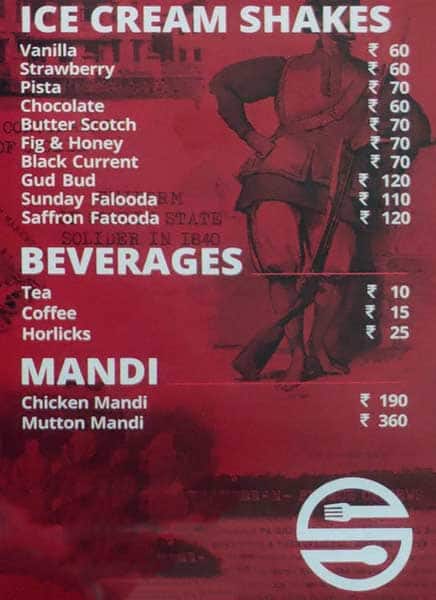 ICE CREAM SHAKES
Vanilla ₹ 60
Strawberry ₹ 60
Pista ₹ 70
Chocolate ₹ 60
Butter Scotch ₹ 70
Fig & Honey ₹ 70
Black Current ₹ 70
Gud Bud ₹ 120
Sunday Falooda ₹ 110
Saffron Fatooda ₹ 120
STATE
SOLIDER IN 1840
BEVERAGES
Tea ₹ 10
Coffee ₹ 15
Horlicks ₹ 25
MANDI
Chicken Mandi ₹ 190
Mutton Mandi ₹ 360